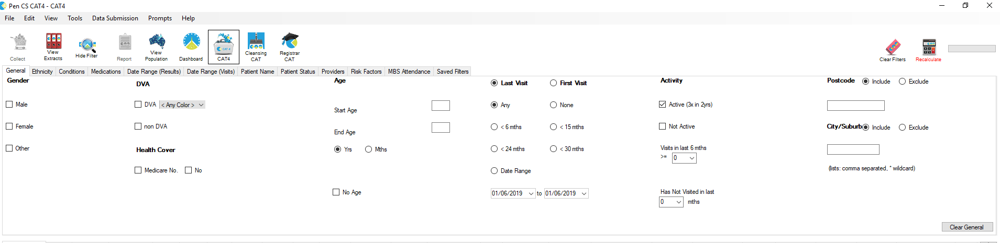 Pen CS CAT4 - CAT4
File Edit View Tools Data Submission Prompts Help
Collect View Extracts Hide Filter Report View Population Dashboard CAT4 Cleansing CAT Registrar CAT Clear Filters Recalculate
General Ethnicity Conditions Medications Date Range (Results) Date Range (Visits) Patient Name Patient Status Providers Risk Factors MBS Attendance Saved Filters
Gender DVA Age Last Visit First Visit Activity Postcode Include Exclude
Male DVA < Any Color > Start Age Any None Active (3x in 2yrs)
Female non DVA End Age < 6 mths < 15 mths Not Active City/Suburb Include Exclude
Other Health Cover Yrs Mths < 24 mths < 30 mths Visits in last 6 mths
>= 0
Medicare No. No Date Range (lists: comma separated, * wildcard)
No Age 01/06/2019 to 01/06/2019 Has Not Visited in last
0 mths
Clear General